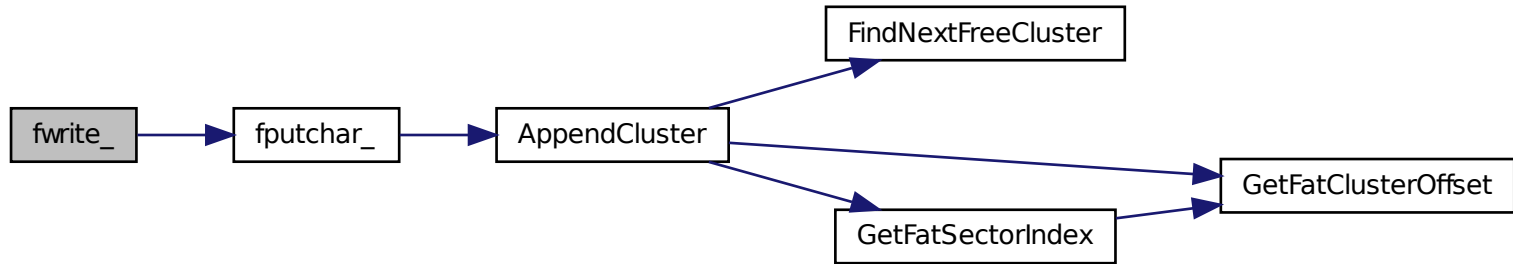 fwrite_
fputchar_
AppendCluster
FindNextFreeCluster
GetFatClusterOffset
GetFatSectorIndex